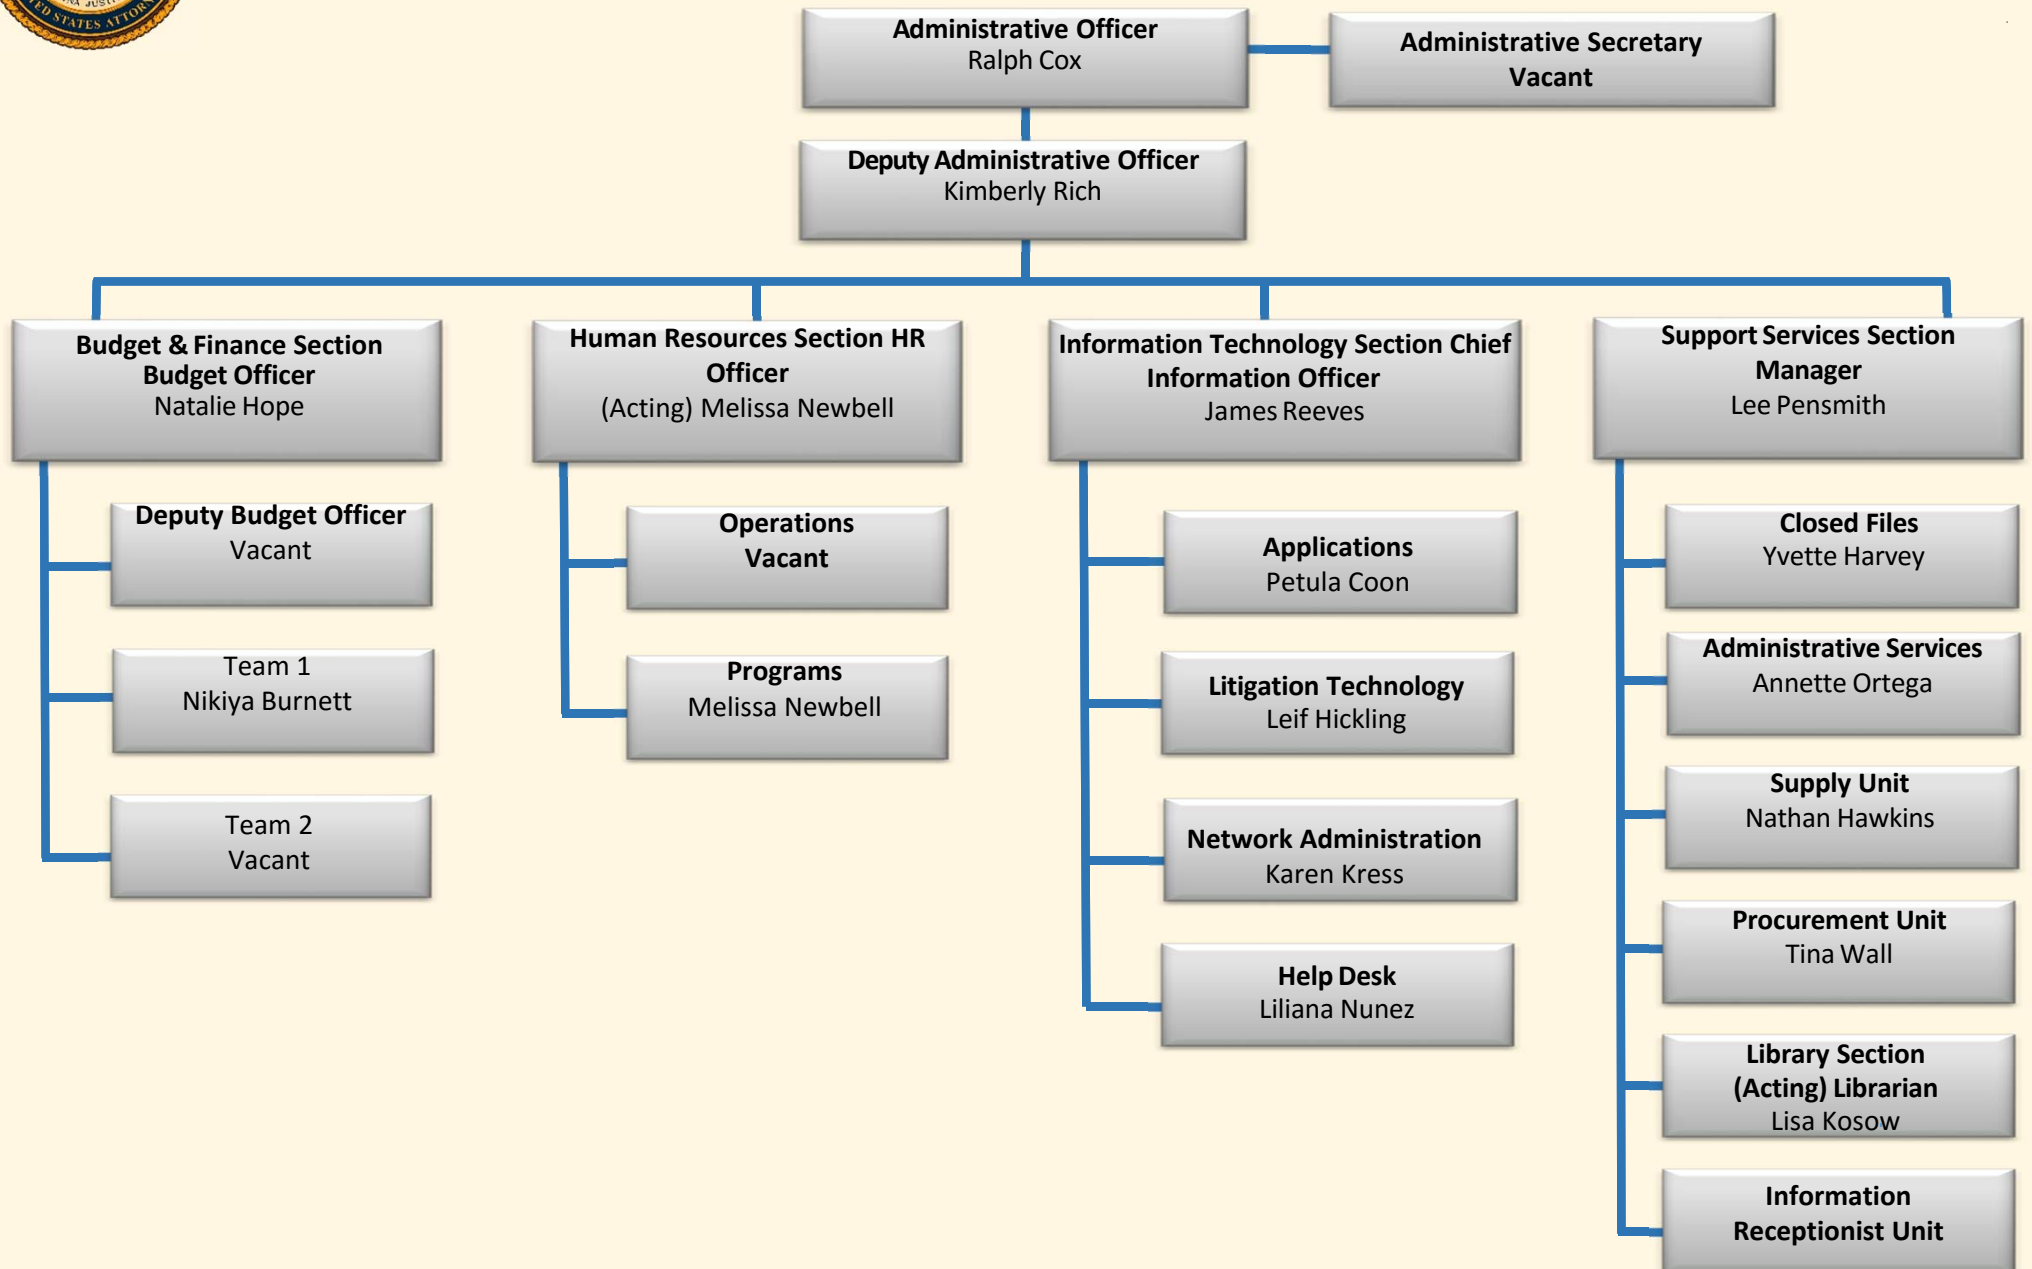 JUSTI
ED STATES ATTORN
Administrative Officer
Ralph Cox
Administrative Secretary
Vacant
Deputy Administrative Officer
Kimberly Rich
Budget & Finance Section
Budget Officer
Natalie Hope
Human Resources Section HR
Officer
(Acting) Melissa Newbell
Information Technology Section Chief
Information Officer
James Reeves
Support Services Section
Manager
Lee Pensmith
Deputy Budget Officer
Vacant
Team 1
Nikiya Burnett
Team 2
Vacant
Operations
Vacant
Programs
Melissa Newbell
Applications
Petula Coon
Litigation Technology
Leif Hickling
Network Administration
Karen Kress
Help Desk
Liliana Nunez
Closed Files
Yvette Harvey
Administrative Services
Annette Ortega
Supply Unit
Nathan Hawkins
Procurement Unit
Tina Wall
Library Section
(Acting) Librarian
Lisa Kosow
Information
Receptionist Unit